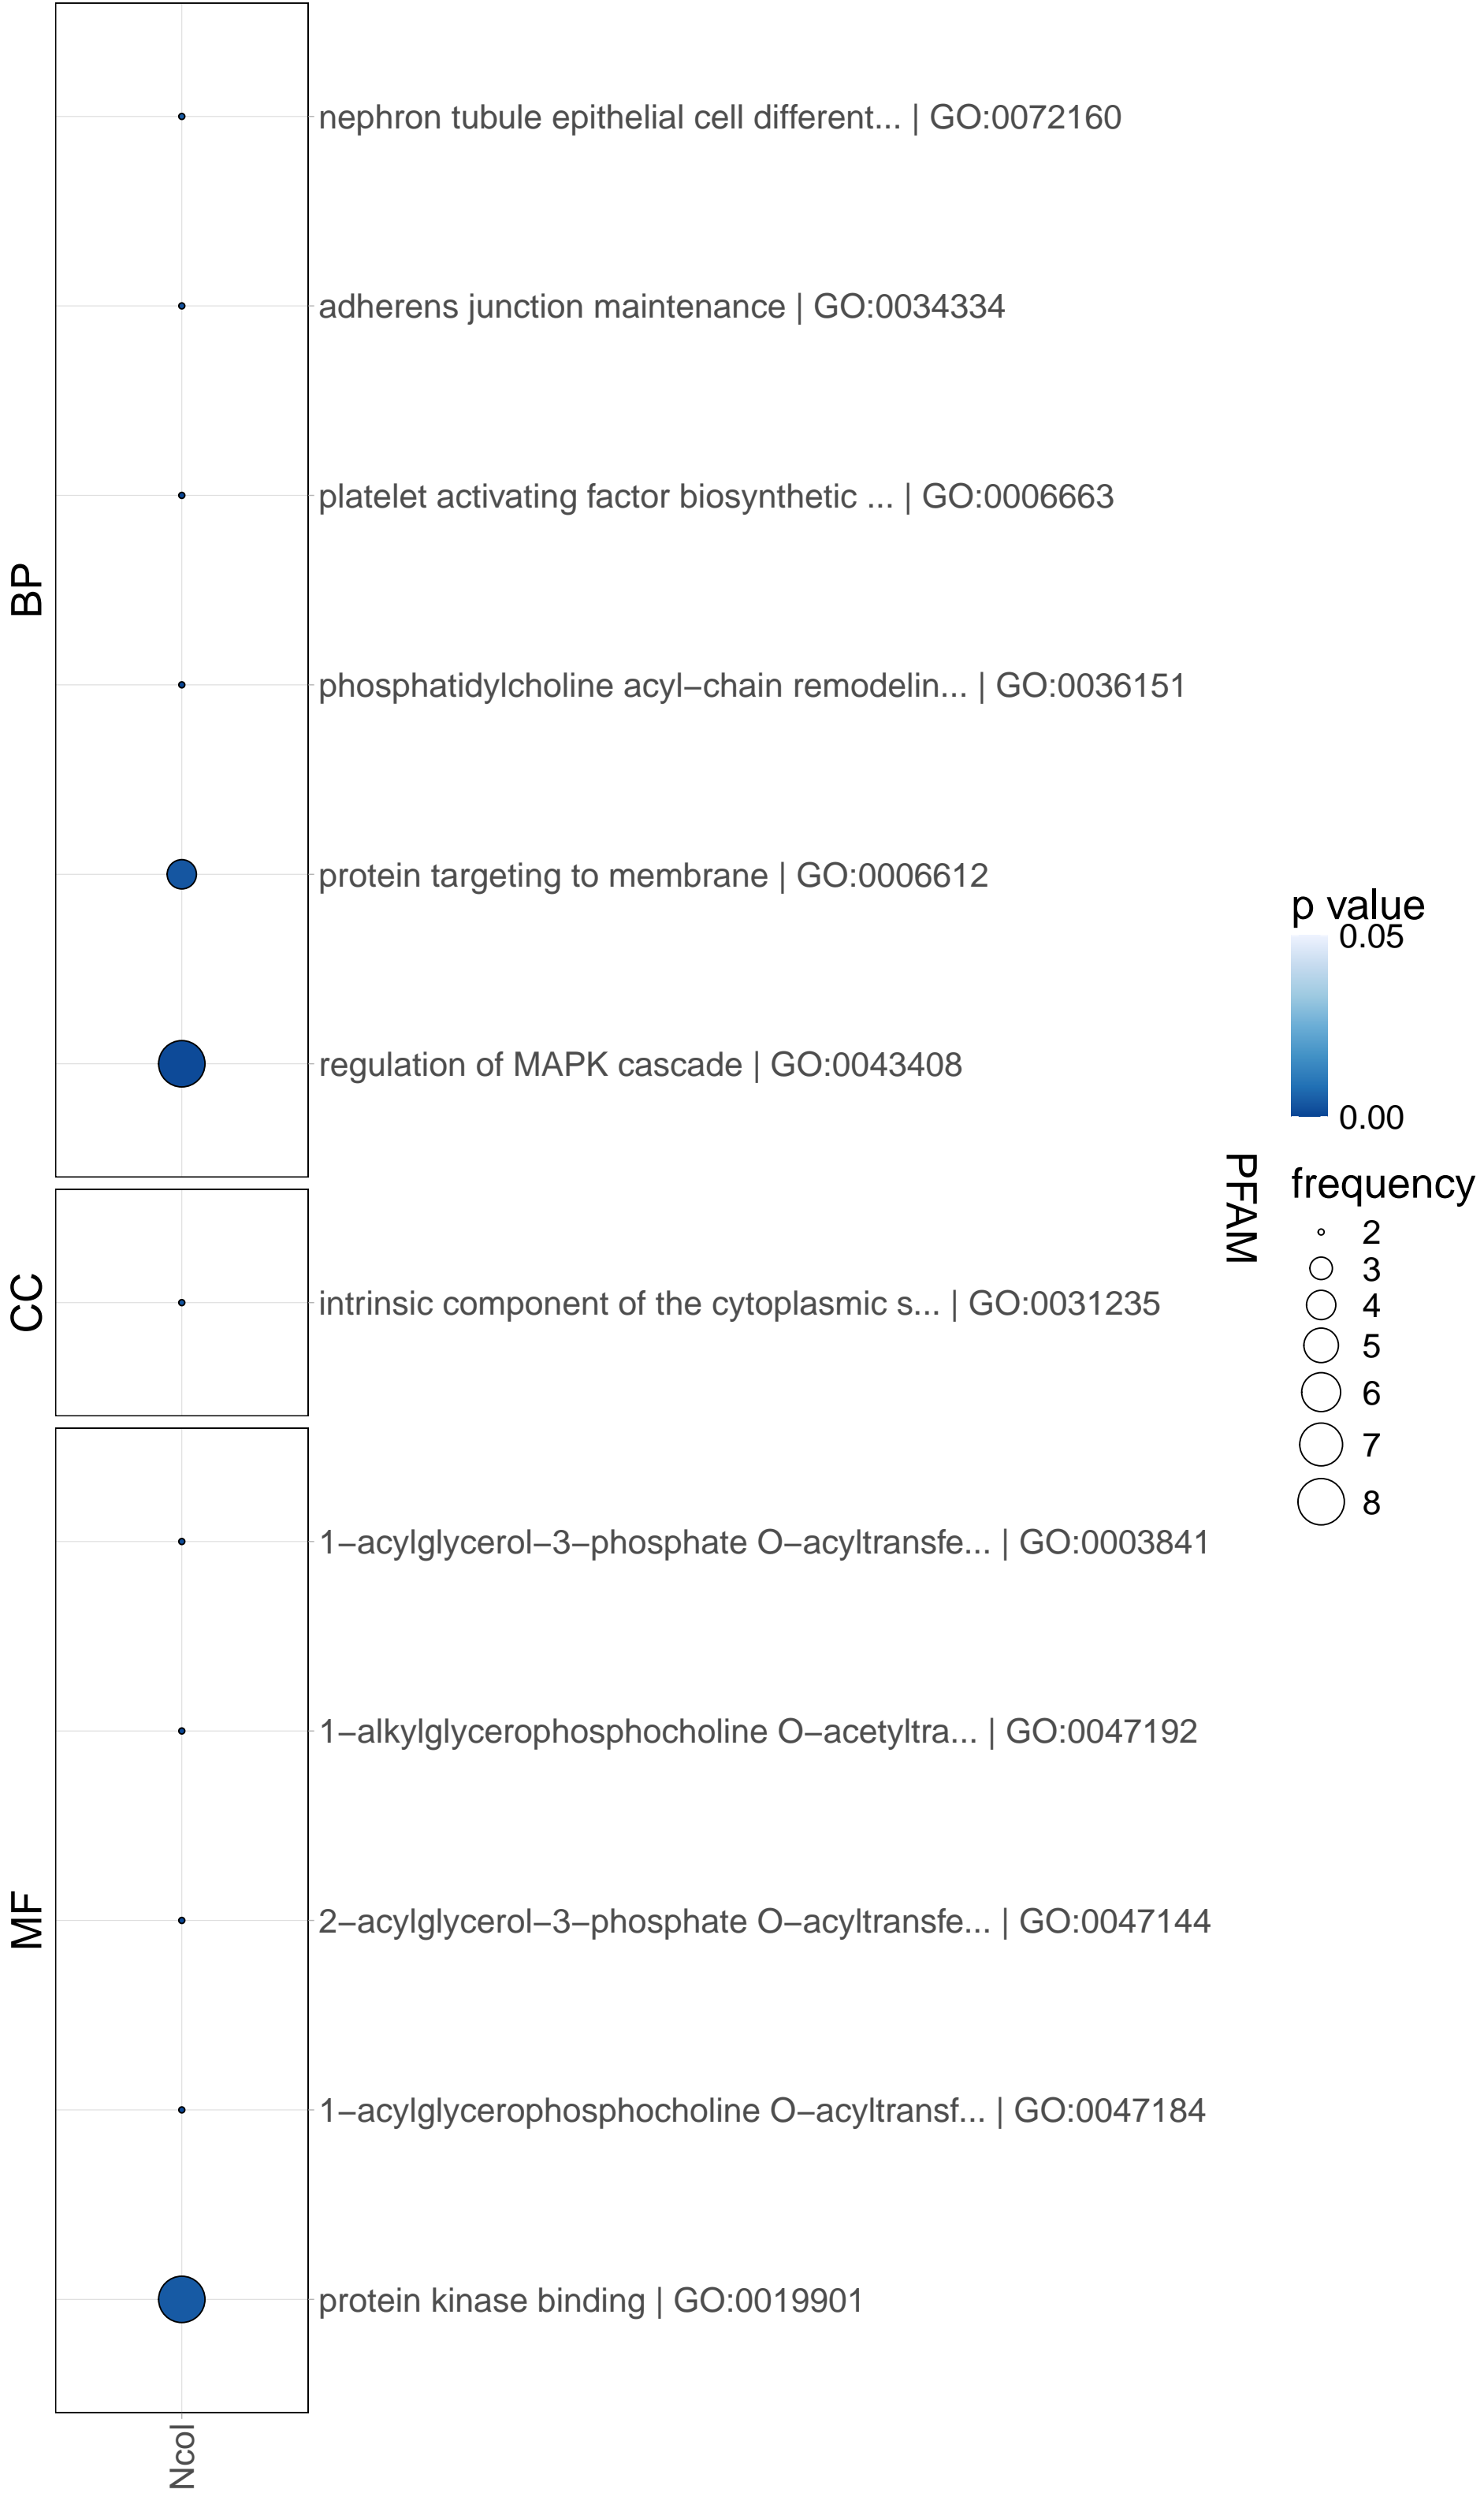 BP
nephron tubule epithelial cell different... | GO:0072160
adherens junction maintenance | GO:0034334
platelet activating factor biosynthetic ... | GO:0006663
phosphatidylcholine acyl−chain remodelin... | GO:0036151
protein targeting to membrane | GO:0006612
regulation of MAPK cascade | GO:0043408
CC
intrinsic component of the cytoplasmic s... | GO:0031235
MF
1−acylglycerol−3−phosphate O−acyltransfe... | GO:0003841
1−alkylglycerophosphocholine O−acetyltra... | GO:0047192
2−acylglycerol−3−phosphate O−acyltransfe... | GO:0047144
1−acylglycerophosphocholine O−acyltransf... | GO:0047184
protein kinase binding | GO:0019901
Ncol
PFAM
p value
0.05
0.00
frequency
2
3
4
5
6
7
8